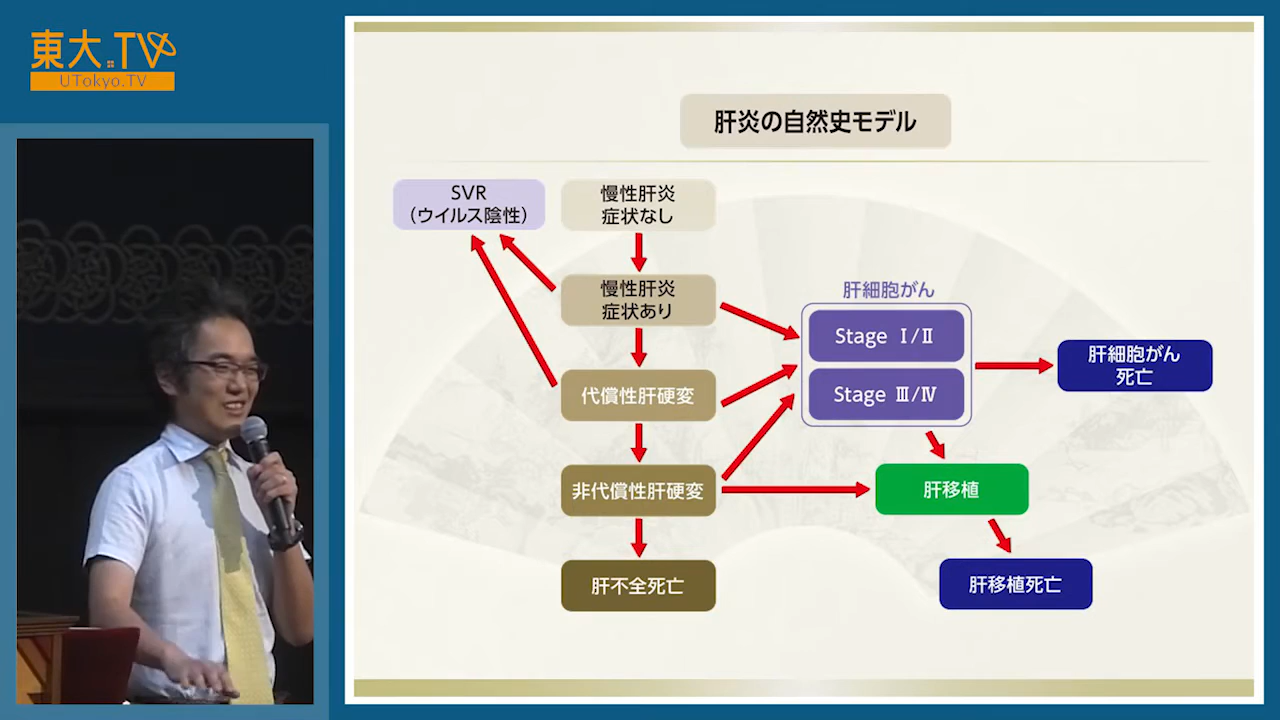 東大.TV
UTokyo.TV
肝炎の自然史モデル
SVR
（ウイルス陰性）
慢性肝炎
症状なし
慢性肝炎
症状あり
肝細胞がん
Stage Ⅰ/Ⅱ
Stage Ⅲ/Ⅳ
肝細胞がん
死亡
代償性肝硬変
非代償性肝硬変
肝移植
肝不全死亡
肝移植死亡